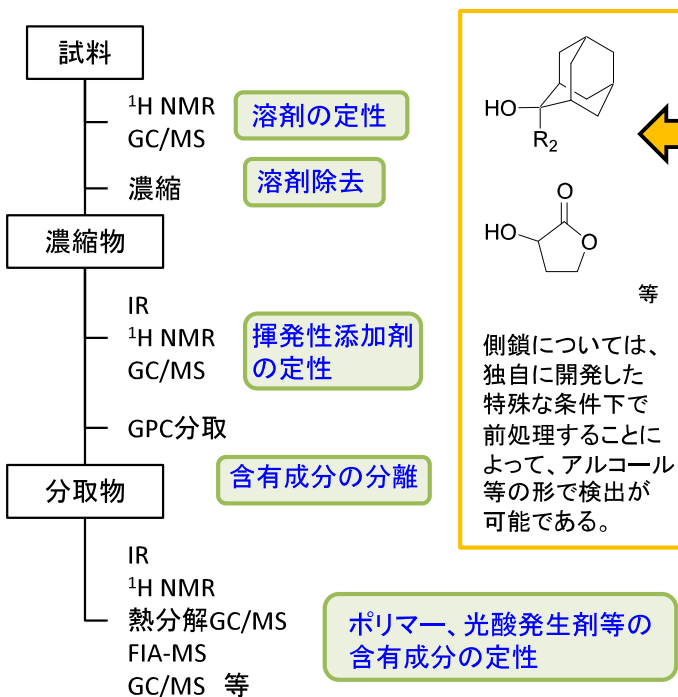 試料
¹H NMR
GC/MS
溶剤の定性
濃縮
溶剤除去
濃縮物
IR
¹H NMR
GC/MS
揮発性添加剤
の定性
GPC分取
含有成分の分離
分取物
IR
¹H NMR
熱分解GC/MS
FIA-MS
GC/MS 等
ポリマー、光酸発生剤等の
含有成分の定性
HO
R₂
O
HO
O
等
側鎖については、
独自に開発した
特殊な条件下で
前処理することに
よって、アルコール
等の形で検出が
可能である。